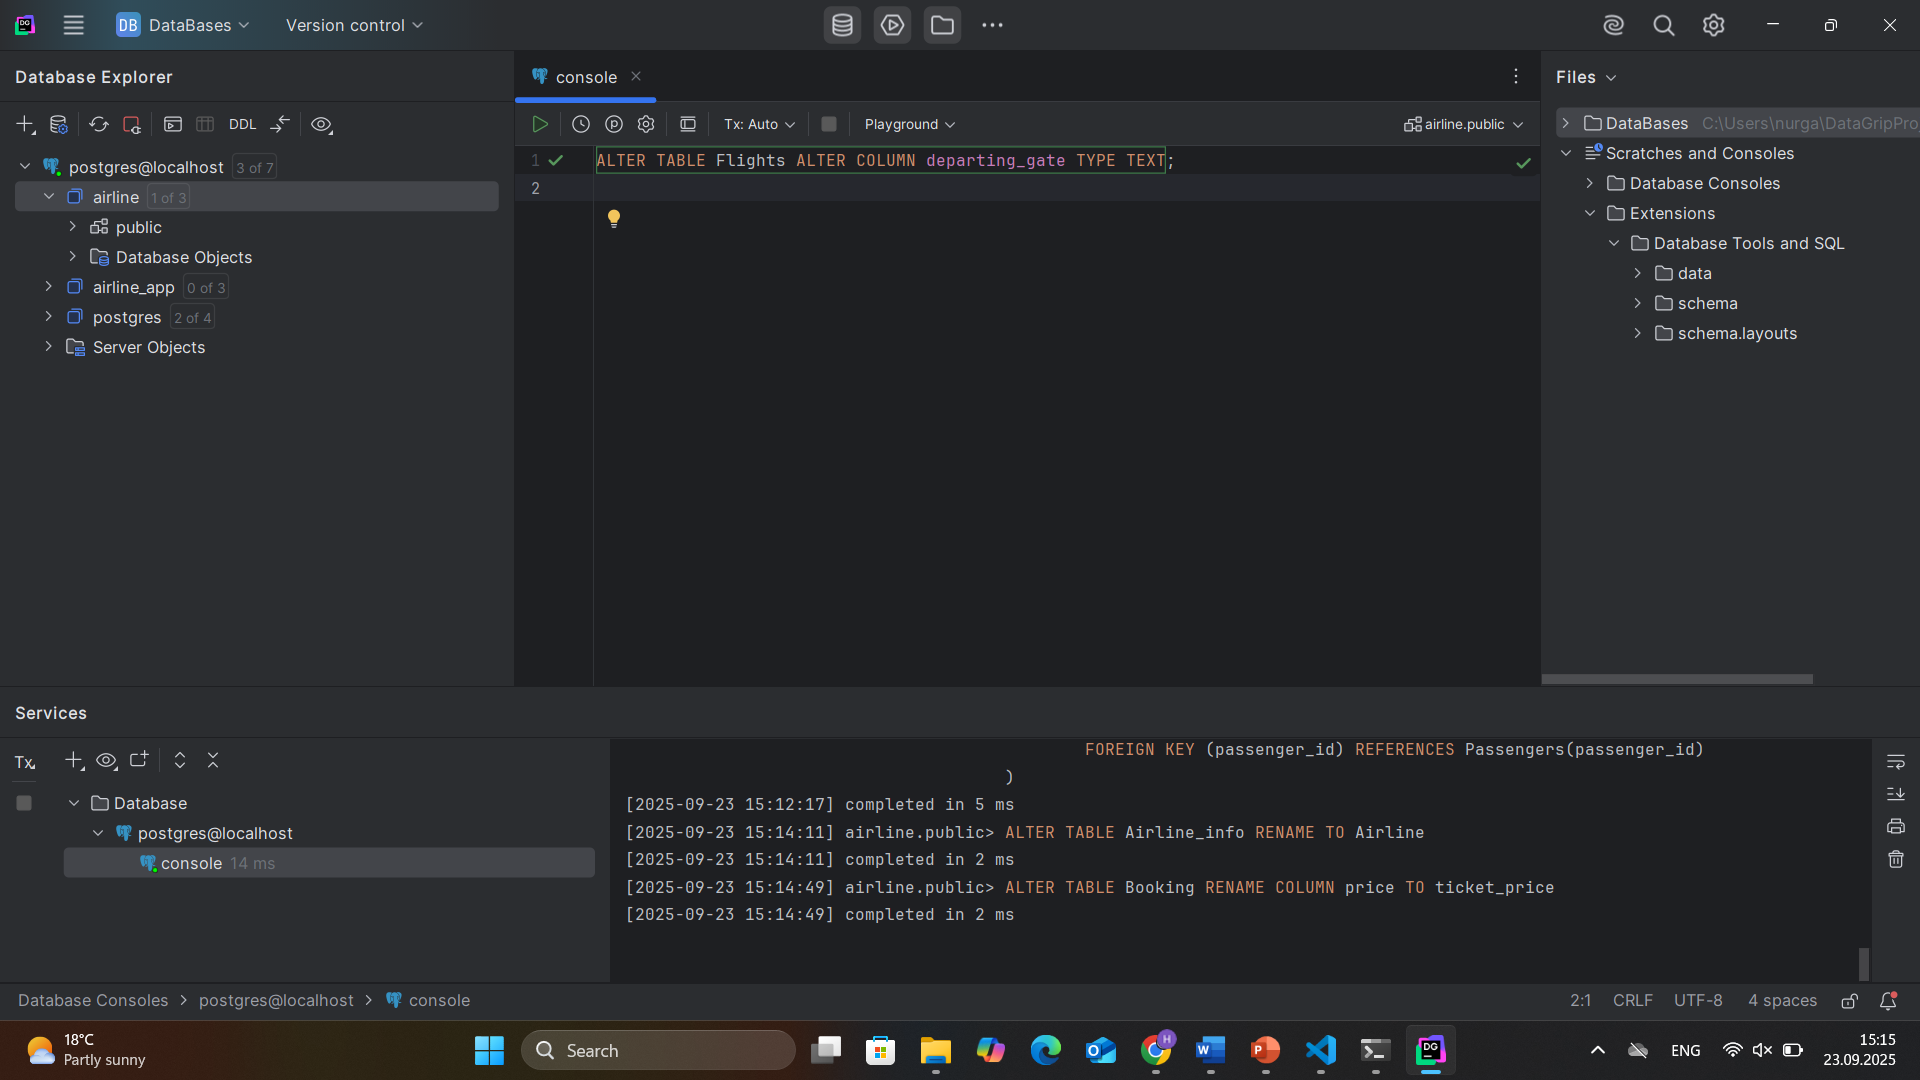 DG
DB DataBases Version control
Database Explorer
DDL
postgres@localhost 3 of 7
airline 1 of 3
public
Database Objects
airline_app 0 of 3
postgres 2 of 4
Server Objects
console
Tx: Auto Playground airline.public
1 ALTER TABLE Flights ALTER COLUMN departing_gate TYPE TEXT;
2
Files
DataBases C:\Users\nurga\DataGripPro
Scratches and Consoles
Database Consoles
Extensions
Database Tools and SQL
data
schema
schema.layouts
Services
Tx
Database
postgres@localhost
console 14 ms
FOREIGN KEY (passenger_id) REFERENCES Passengers(passenger_id)
)
[2025-09-23 15:12:17] completed in 5 ms
[2025-09-23 15:14:11] airline.public> ALTER TABLE Airline_info RENAME TO Airline
[2025-09-23 15:14:11] completed in 2 ms
[2025-09-23 15:14:49] airline.public> ALTER TABLE Booking RENAME COLUMN price TO ticket_price
[2025-09-23 15:14:49] completed in 2 ms
Database Consoles > postgres@localhost > console
2:1 CRLF UTF-8 4 spaces
18°C
Partly sunny
Search
H
DG
ENG
15:15
23.09.2025